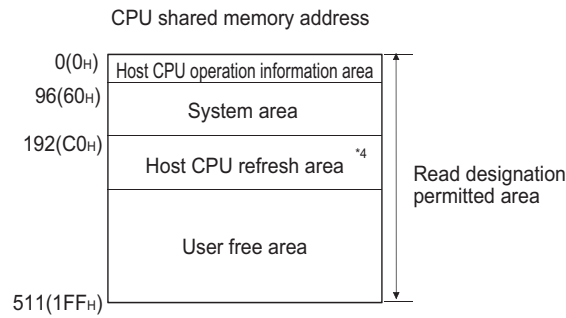 CPU shared memory address
0(0H)
Host CPU operation information area
96(60H)
System area
192(C0H)
Host CPU refresh area *4
Read designation
permitted area
User free area
511(1FFH)